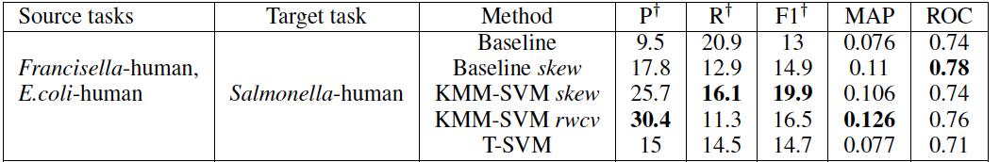 Source tasks Target task Method P† R† F1† MAP ROC
Baseline 9.5 20.9 13 0.076 0.74
Francisella-human, Baseline skew 17.8 12.9 14.9 0.11 0.78
E.coli-human Salmonella-human KMM-SVM skew 25.7 16.1 19.9 0.106 0.74
KMM-SVM rwcv 30.4 11.3 16.5 0.126 0.76
T-SVM 15 14.5 14.7 0.077 0.71